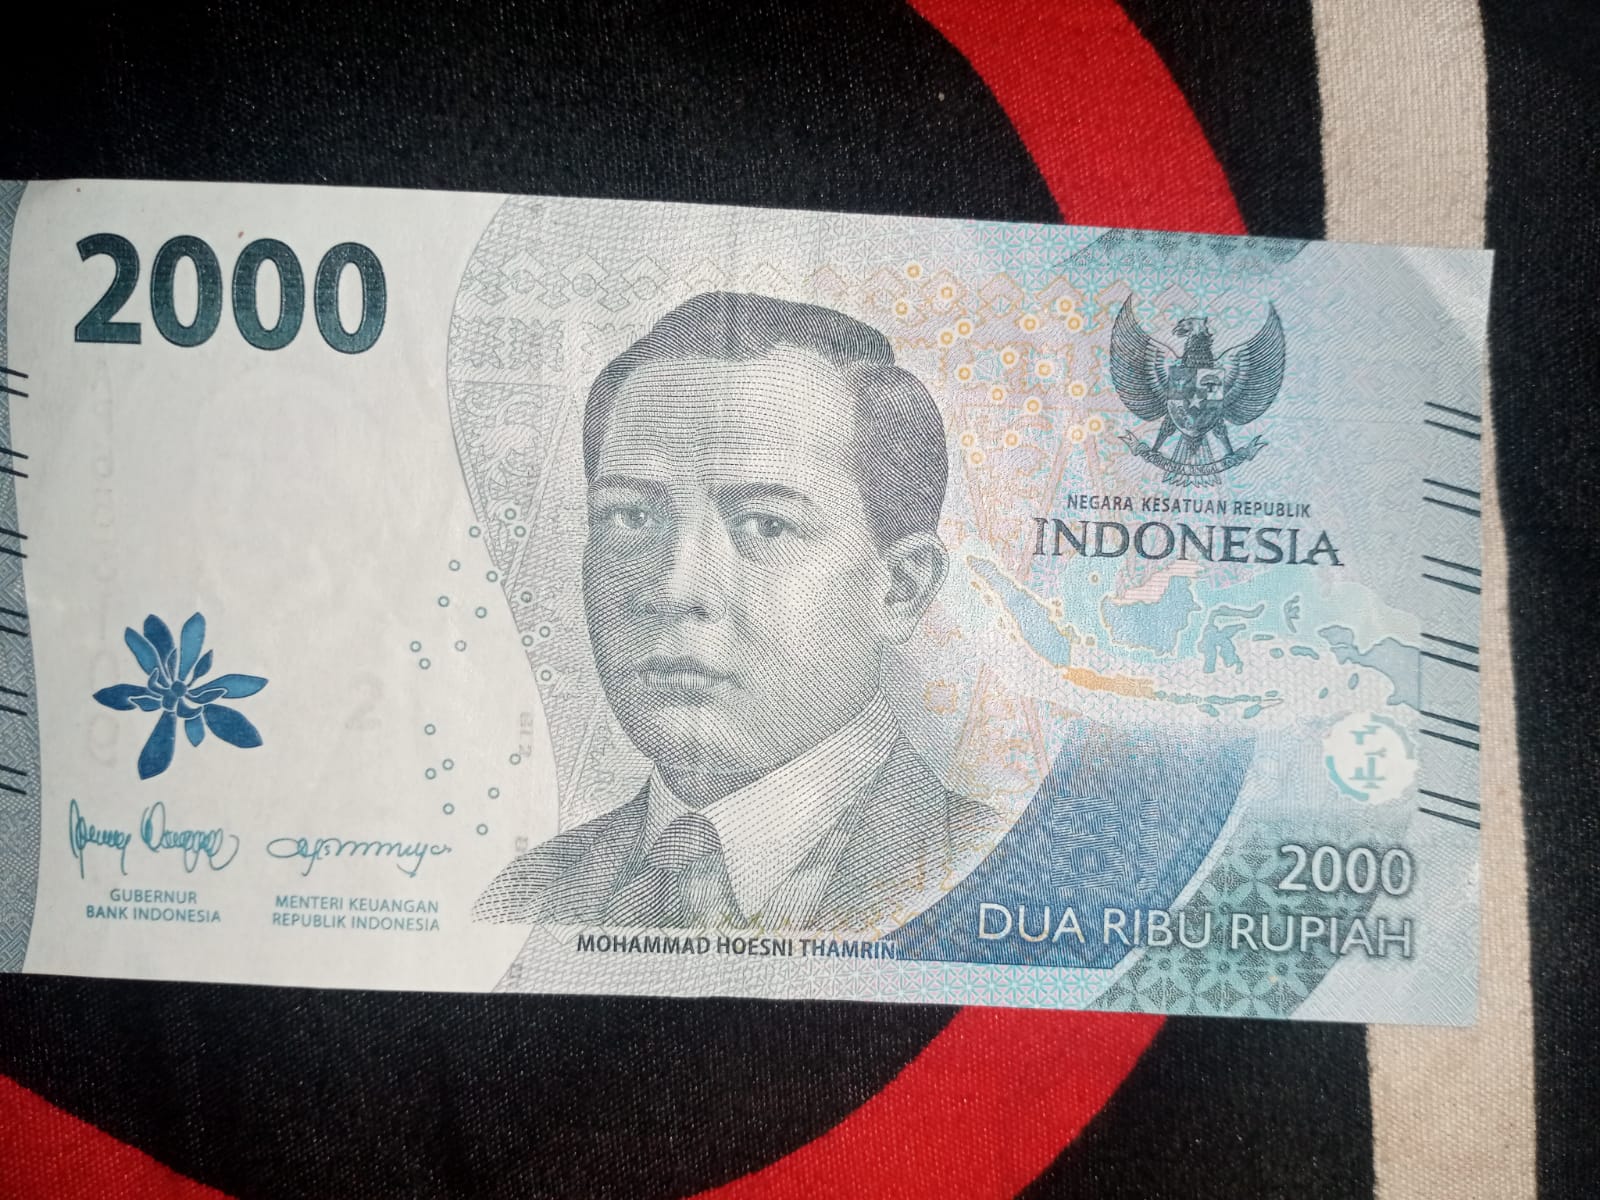 2000
NEGARA KESATUAN REPUBLIK
INDONESIA
BI
GUBERNUR
BANK INDONESIA
MENTERI KEUANGAN
REPUBLIK INDONESIA
MOHAMMAD HOESNI THAMRIN
2000
DUA RIBU RUPIAH